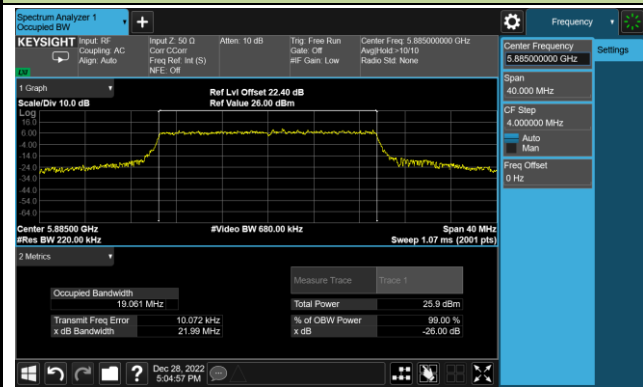 Spectrum Analyzer 1
Occupied BW
+
Frequency
KEYSIGHT
Input: RF
Coupling: AC
Align: Auto
Input Z: 50 Ω
Corr CCorr
Freq Ref: Int (S)
NFE: Off
Atten: 10 dB
Trig: Free Run
Gate: Off
#IF Gain: Low
Center Freq: 5.885000000 GHz
Avg|Hold:>10/10
Radio Std: None
LXI
Center Frequency
5.885000000 GHz
Settings
Span
40.000 MHz
CF Step
4.000000 MHz
Auto
Man
Freq Offset
0 Hz
1 Graph
Scale/Div 10.0 dB
Ref Lvl Offset 22.40 dB
Ref Value 26.00 dBm
Log
16.0
6.00
-4.00
-14.0
-24.0
-34.0
-44.0
-54.0
-64.0
Center 5.88500 GHz
#Res BW 220.00 kHz
#Video BW 680.00 kHz
Span 40 MHz
Sweep 1.07 ms (2001 pts)
2 Metrics
Measure Trace
Trace 1
Occupied Bandwidth
19.061 MHz
Total Power
25.9 dBm
Transmit Freq Error
10.072 kHz
% of OBW Power
99.00 %
x dB Bandwidth
21.99 MHz
x dB
-26.00 dB
?
Dec 28, 2022
5:04:57 PM